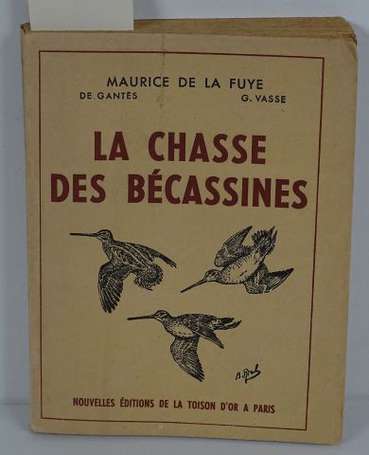 MAURICE DE LA FUYE
DE GANTÈS G. VASSE
LA CHASSE
DES BÉCASSINES
NOUVELLES ÉDITIONS DE LA TOISON D'OR A PARIS